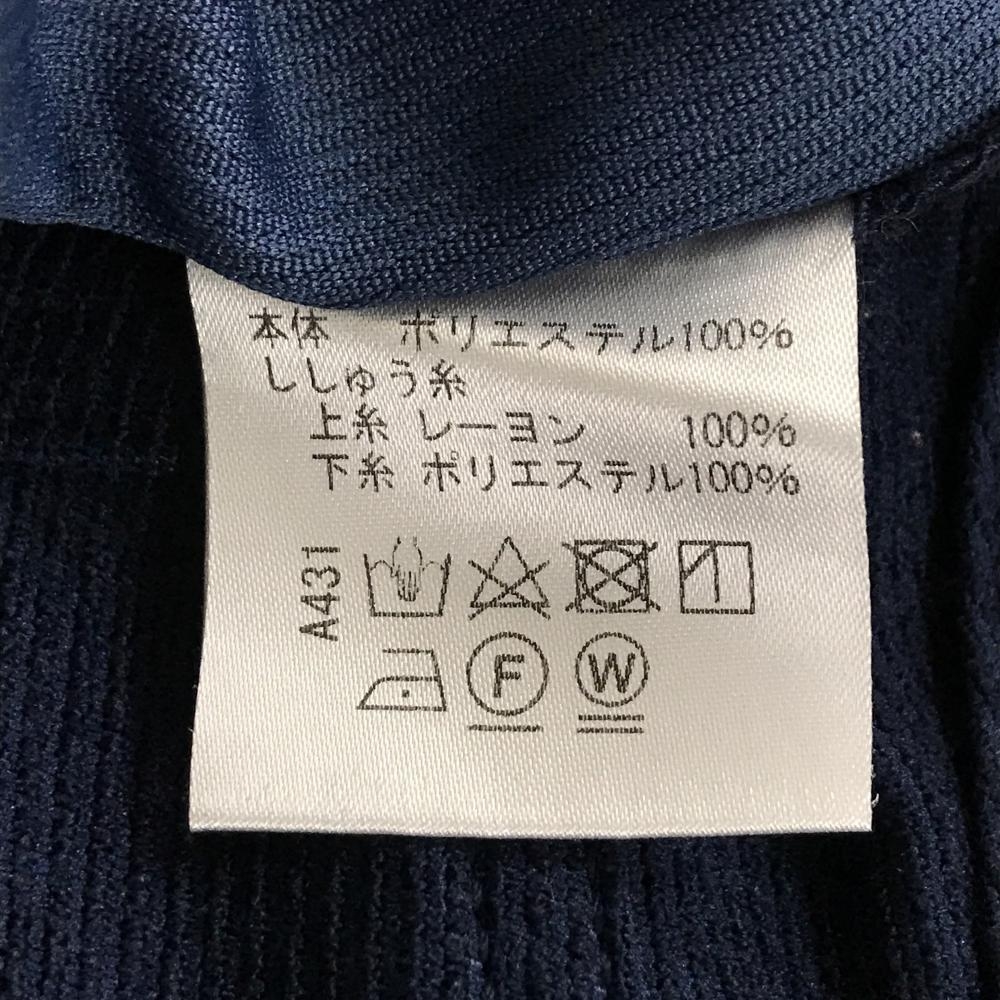 本体 ポリエステル100%
ししゅう糸
上糸 レーヨン 100%
下糸 ポリエステル100%
A431
F W